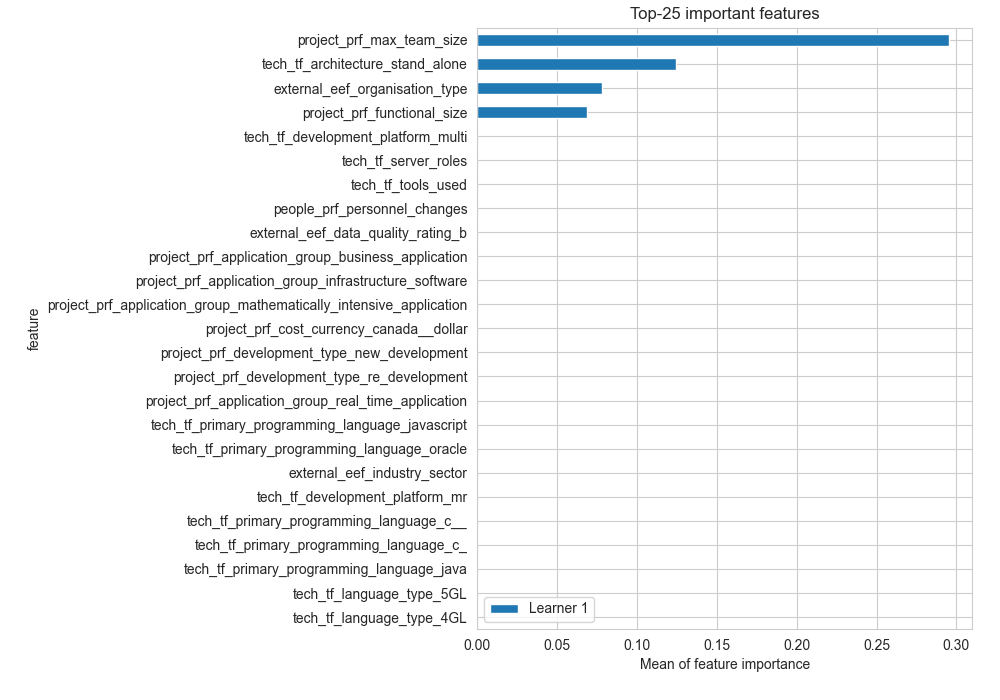 Top-25 important features
project_prf_max_team_size
tech_tf_architecture_stand_alone
external_eef_organisation_type
project_prf_functional_size
tech_tf_development_platform_multi
tech_tf_server_roles
tech_tf_tools_used
people_prf_personnel_changes
external_eef_data_quality_rating_b
project_prf_application_group_business_application
project_prf_application_group_infrastructure_software
project_prf_application_group_mathematically_intensive_application
project_prf_cost_currency_canada__dollar
project_prf_development_type_new_development
project_prf_development_type_re_development
project_prf_application_group_real_time_application
tech_tf_primary_programming_language_javascript
tech_tf_primary_programming_language_oracle
external_eef_industry_sector
tech_tf_development_platform_mr
tech_tf_primary_programming_language_c__
tech_tf_primary_programming_language_c_
tech_tf_primary_programming_language_java
tech_tf_language_type_5GL
tech_tf_language_type_4GL
feature
Learner 1
0.00 0.05 0.10 0.15 0.20 0.25 0.30
Mean of feature importance